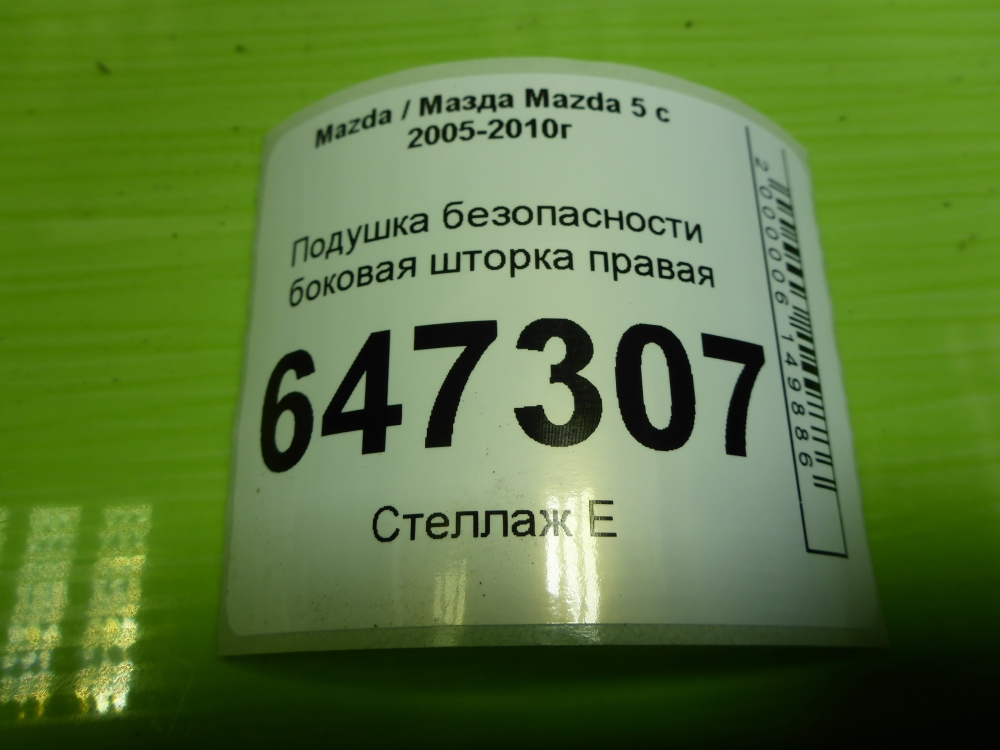 Mazda / Мазда Mazda 5 с
2005-2010г
Подушка безопасности
боковая шторка правая
647307
Стеллаж Е
2000006149886